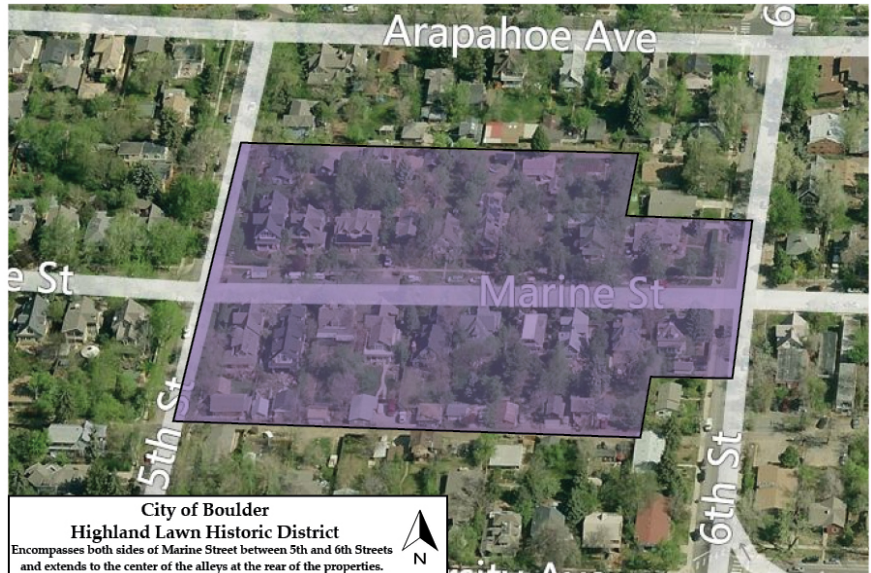 Arapahoe Ave
6
e St
Marine St
5th St
6th St
City of Boulder
Highland Lawn Historic District
Encompasses both sides of Marine Street between 5th and 6th Streets
and extends to the center of the alleys at the rear of the properties.
N